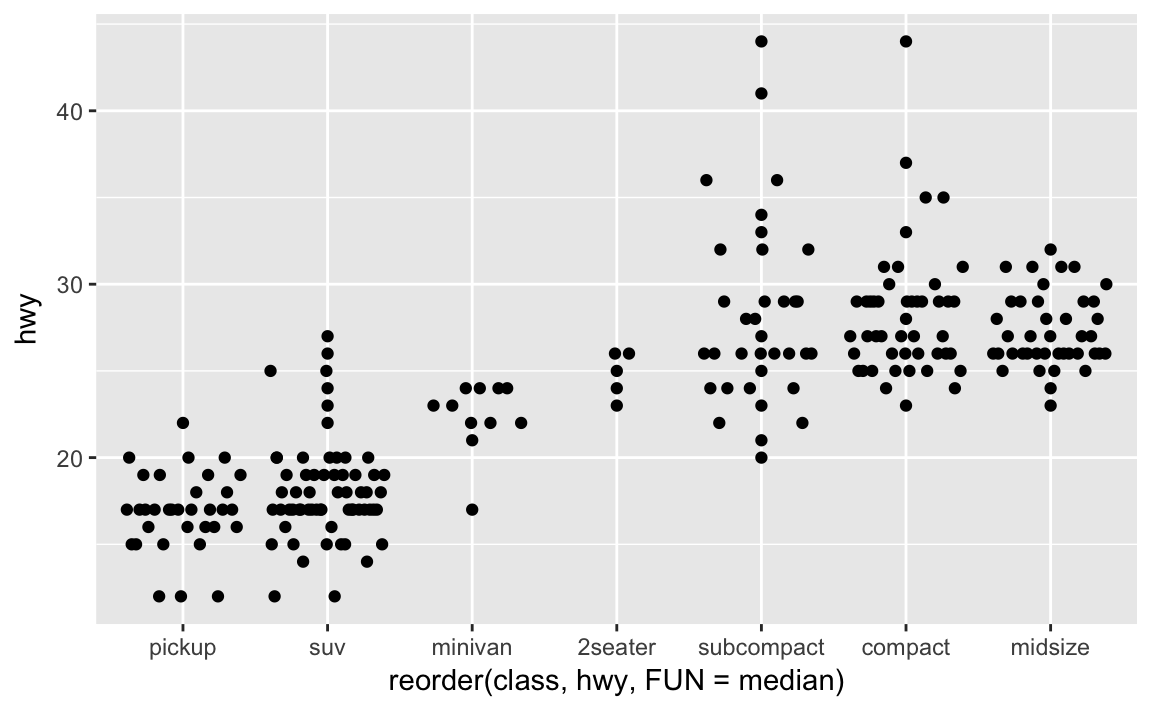 hwy
40
30
20
pickup
suv
minivan
2seater
subcompact
compact
midsize
reorder(class, hwy, FUN = median)